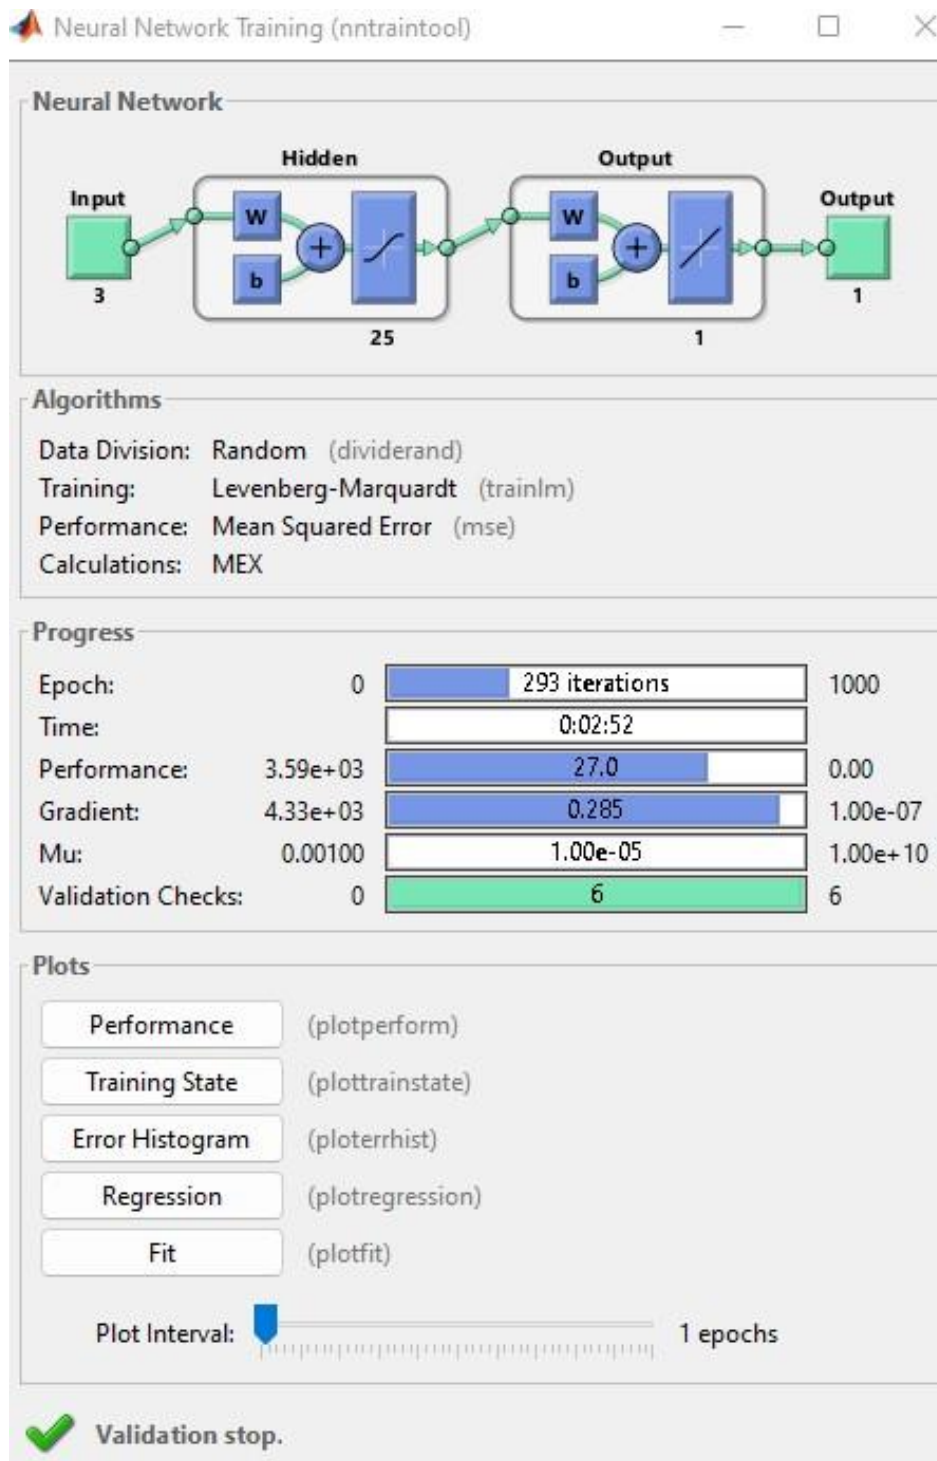 Neural Network Training (nntraintool)
Neural Network
Hidden Output
Input Output
W W
b b
3 1
25 1
Algorithms
Data Division: Random (dividerand)
Training: Levenberg-Marquardt (trainlm)
Performance: Mean Squared Error (mse)
Calculations: MEX
Progress
Epoch: 0 293 iterations 1000
Time: 0:02:52
Performance: 3.59e+03 27.0 0.00
Gradient: 4.33e+03 0.285 1.00e-07
Mu: 0.00100 1.00e-05 1.00e+10
Validation Checks: 0 6 6
Plots
Performance (plotperform)
Training State (plottrainstate)
Error Histogram (ploterrhist)
Regression (plotregression)
Fit (plotfit)
Plot Interval: 1 epochs
Validation stop.